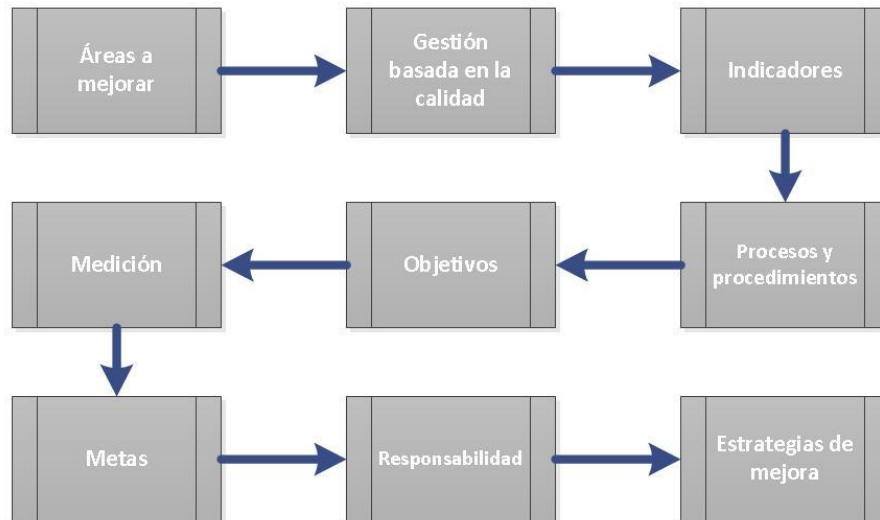 Áreas a
mejorar
Gestión
basada en la
calidad
Indicadores
Procesos y
procedimientos
Objetivos
Medición
Metas
Responsabilidad
Estrategias de
mejora